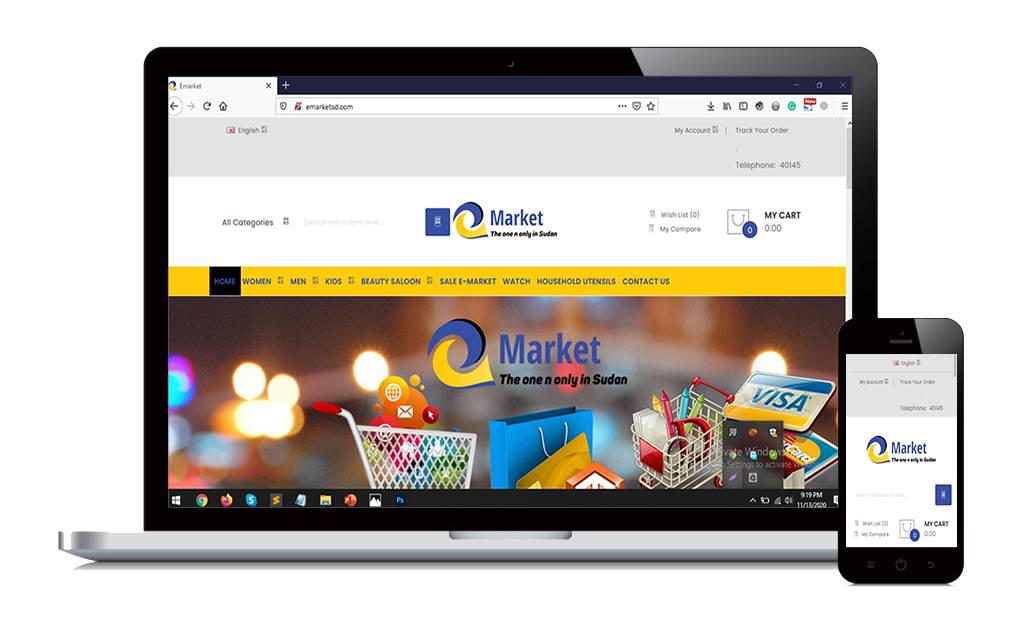 Emarket
emarketsd.com
New
English
My Account | Track Your Order
.
Telephone: 40145
All Categories
Search entire store here ...
Market
The one n only in Sudan
Wish List (0)
My Compare
0
MY CART
0.00
HOME WOMEN MEN KIDS BEAUTY SALOON SALE E-MARKET WATCH HOUSEHOLD UTENSILS CONTACT US
Market
The one n only in Sudan
VISA
vate Windows
Settings to activate Wi
9:19 PM
11/13/2020
Ps
English
My Account | Track Your Order
Telephone: 40145
Market
The one n only in Sudan
Search entire store here ...
Wish List (0)
My Compare
0
MY CART
0.00